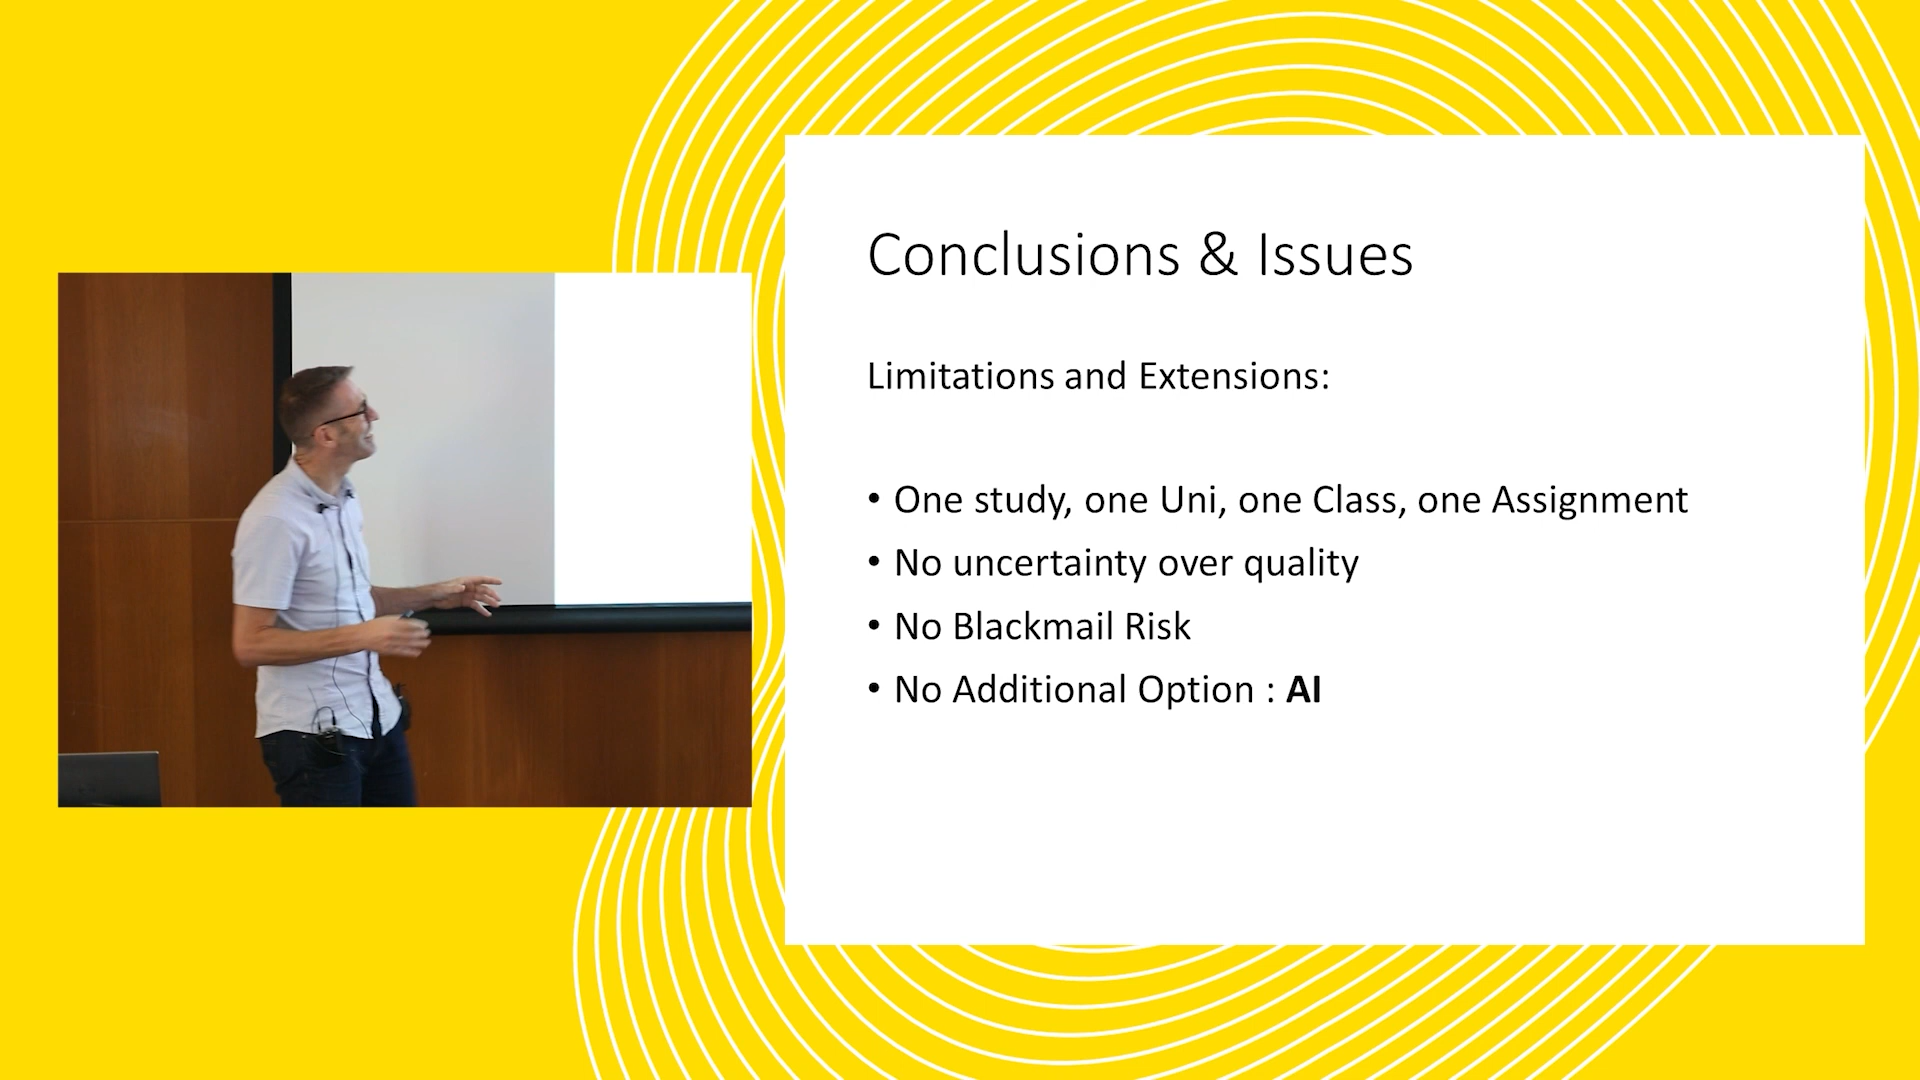 Conclusions & Issues
Limitations and Extensions:
• One study, one Uni, one Class, one Assignment
• No uncertainty over quality
• No Blackmail Risk
• No Additional Option : AI